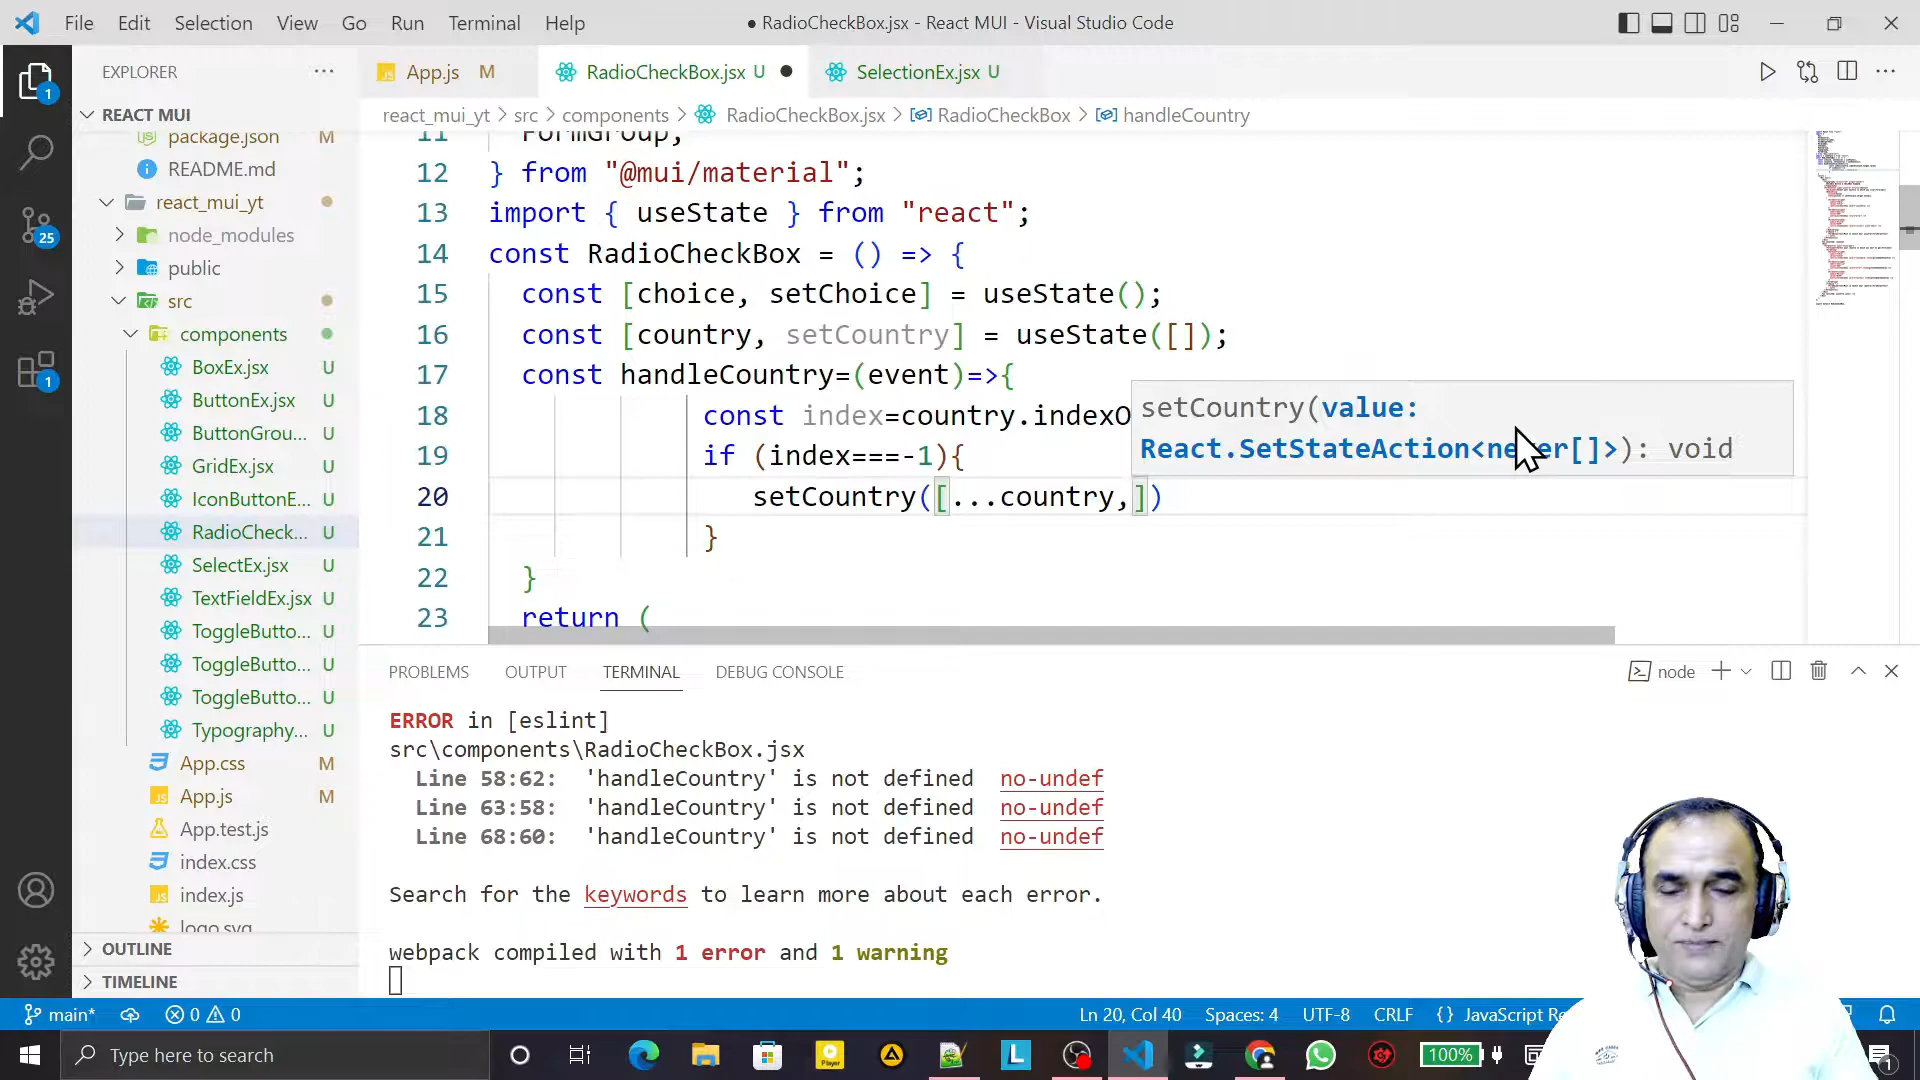 File Edit Selection View Go Run Terminal Help
● RadioCheckBox.jsx - React MUI - Visual Studio Code
EXPLORER
App.js M
RadioCheckBox.jsx U
SelectionEx.jsx U
REACT MUI
react_mui_yt > src > components > RadioCheckBox.jsx > RadioCheckBox > handleCountry
package.json M
README.md
react_mui_yt
node_modules
public
src
components
BoxEx.jsx U
ButtonEx.jsx U
ButtonGrou... U
GridEx.jsx U
IconButtonE... U
RadioCheck... U
SelectEx.jsx U
TextFieldEx.jsx U
ToggleButto... U
ToggleButto... U
ToggleButto... U
Typography... U
App.css M
App.js M
App.test.js
index.css
index.js
logo.svg
OUTLINE
TIMELINE
1
25
1
11 FormGroup,
12 } from "@mui/material";
13 import { useState } from "react";
14 const RadioCheckBox = () => {
15 const [choice, setChoice] = useState();
16 const [country, setCountry] = useState([]);
17 const handleCountry=(event)=>{
18 const index=country.indexO
19 if (index===-1){
20 setCountry([...country,])
21 }
22 }
23 return (
setCountry(value:
React.SetStateAction<never[]>): void
PROBLEMS OUTPUT TERMINAL DEBUG CONSOLE
node
ERROR in [eslint]
src\components\RadioCheckBox.jsx
Line 58:62: 'handleCountry' is not defined no-undef
Line 63:58: 'handleCountry' is not defined no-undef
Line 68:60: 'handleCountry' is not defined no-undef
Search for the keywords to learn more about each error.
webpack compiled with 1 error and 1 warning
main* 0 0
Ln 20, Col 40 Spaces: 4 UTF-8 CRLF {} JavaScript Re
Type here to search
Player
L
100%
1